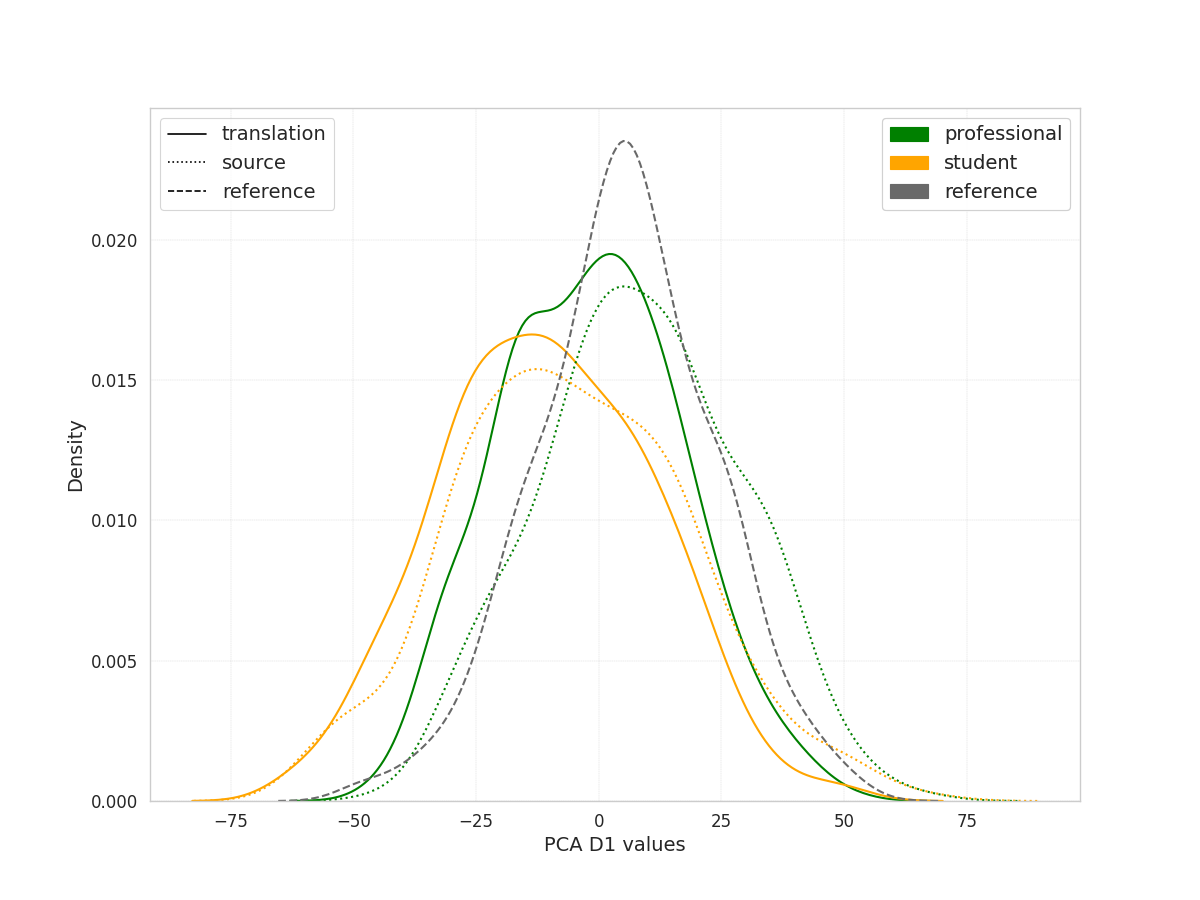 translation
source
reference
professional
student
reference
0.020
0.015
0.010
0.005
0.000
Density
−75
−50
−25
0
25
50
75
PCA D1 values